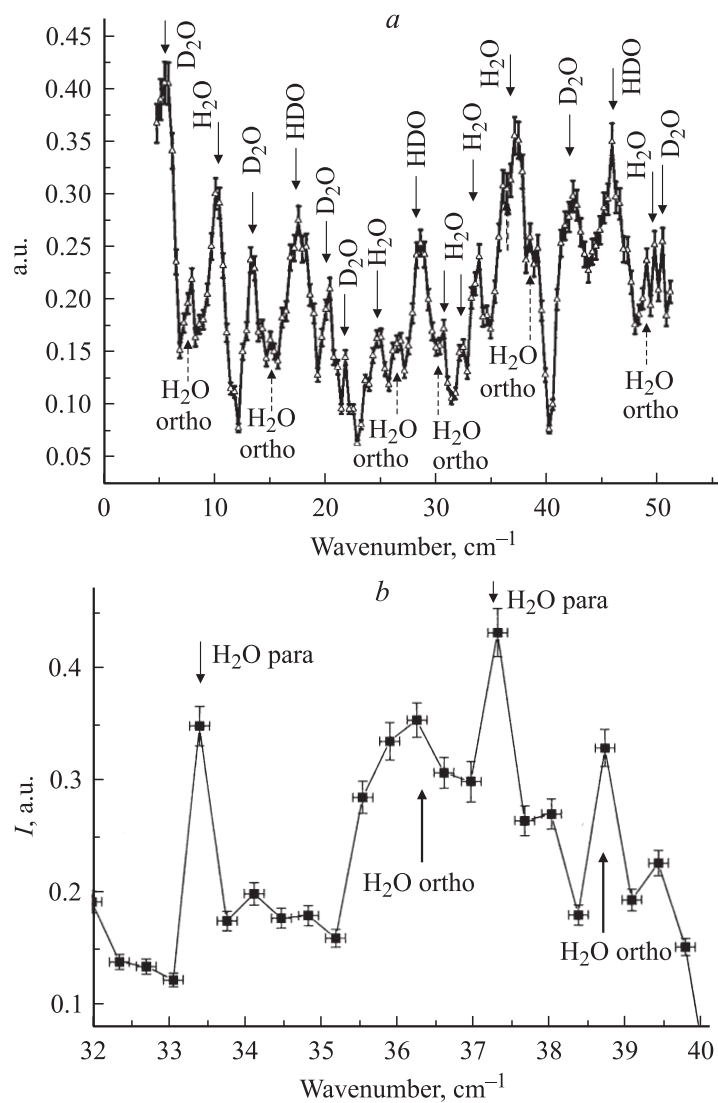 a
0.45
0.40
0.35
0.30
0.25
0.20
0.15
0.10
0.05
a.u.
D₂O
H₂O
D₂O
HDO
D₂O
D₂O
H₂O
HDO
H₂O
H₂O
H₂O
D₂O
HDO
H₂O
D₂O
H₂O
ortho
H₂O
ortho
H₂O
ortho
H₂O
ortho
H₂O
ortho
H₂O
ortho
0 10 20 30 40 50
Wavenumber, cm⁻¹
b
H₂O para
H₂O para
0.4
0.3
0.2
0.1
I, a.u.
H₂O ortho
H₂O ortho
32 33 34 35 36 37 38 39 40
Wavenumber, cm⁻¹